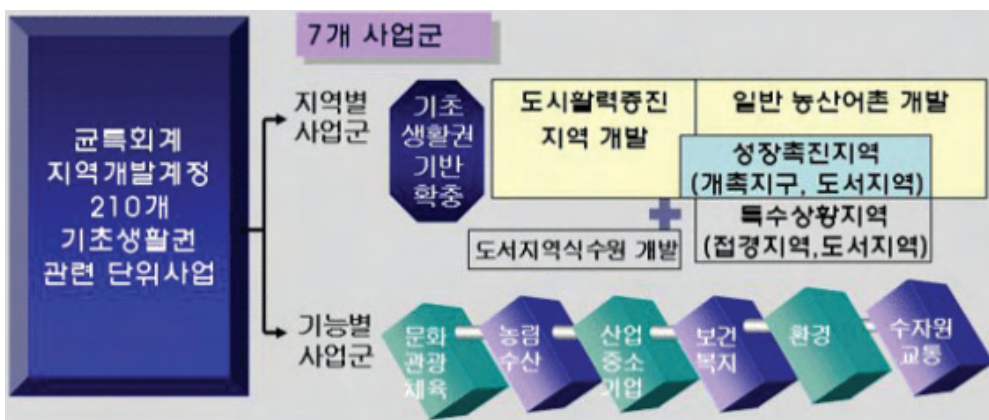 7개 사업군
균특회계
지역개발계정
210개
기초생활권
관련 단위사업
지역별
사업군
기초
생활권
기반
확충
도시활력증진
지역 개발
일반 농산어촌 개발
성장촉진지역
(개촉지구, 도서지역)
특수상황지역
(접경지역,도서지역)
도서지역식수원 개발
기능별
사업군
문화
관광
체육
농림
수산
산업
중소
기업
보건
복지
환경
수자원
교통